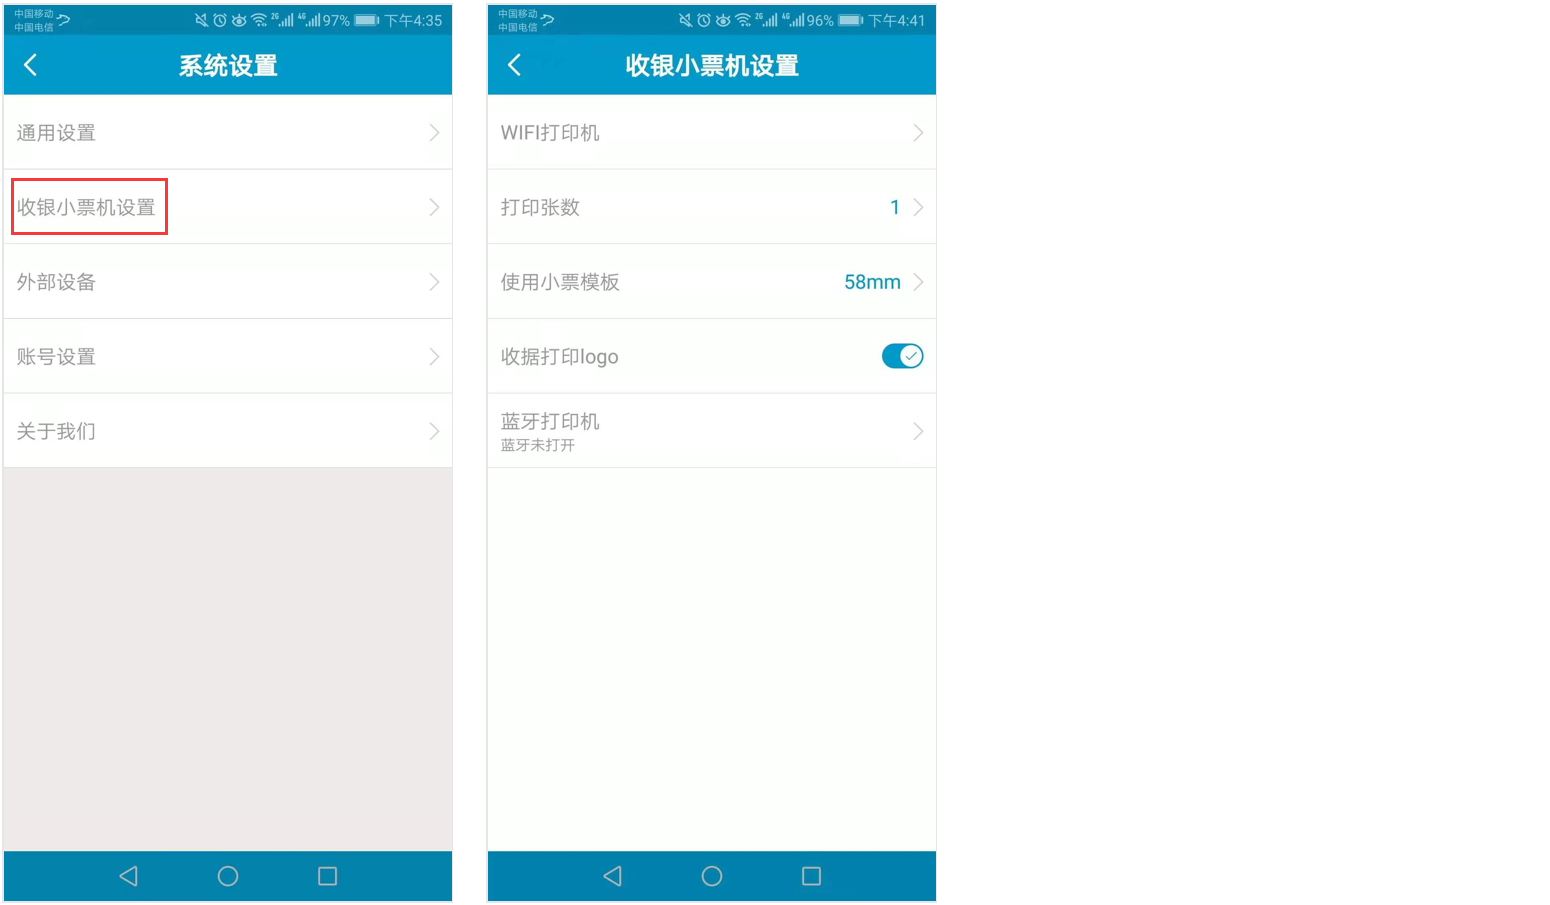 中国移动
中国电信
2G 4G 97% 下午4:35
系统设置
通用设置
收银小票机设置
外部设备
账号设置
关于我们
中国移动
中国电信
2G 4G 96% 下午4:41
收银小票机设置
WIFI打印机
打印张数 1
使用小票模板 58mm
收据打印logo
蓝牙打印机
蓝牙未打开